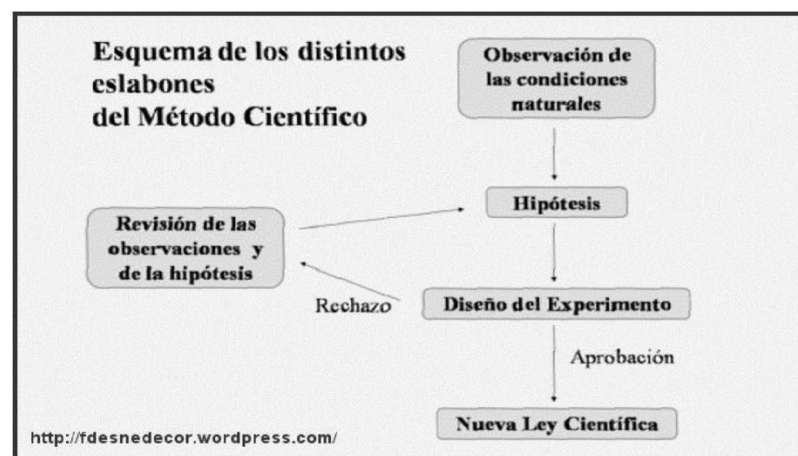 Esquema de los distintos
eslabones
del Método Científico
Observación de
las condiciones
naturales
Hipótesis
Revisión de las
observaciones y
de la hipótesis
Rechazo
Diseño del Experimento
Aprobación
Nueva Ley Científica
http://fdesnedecor.wordpress.com/